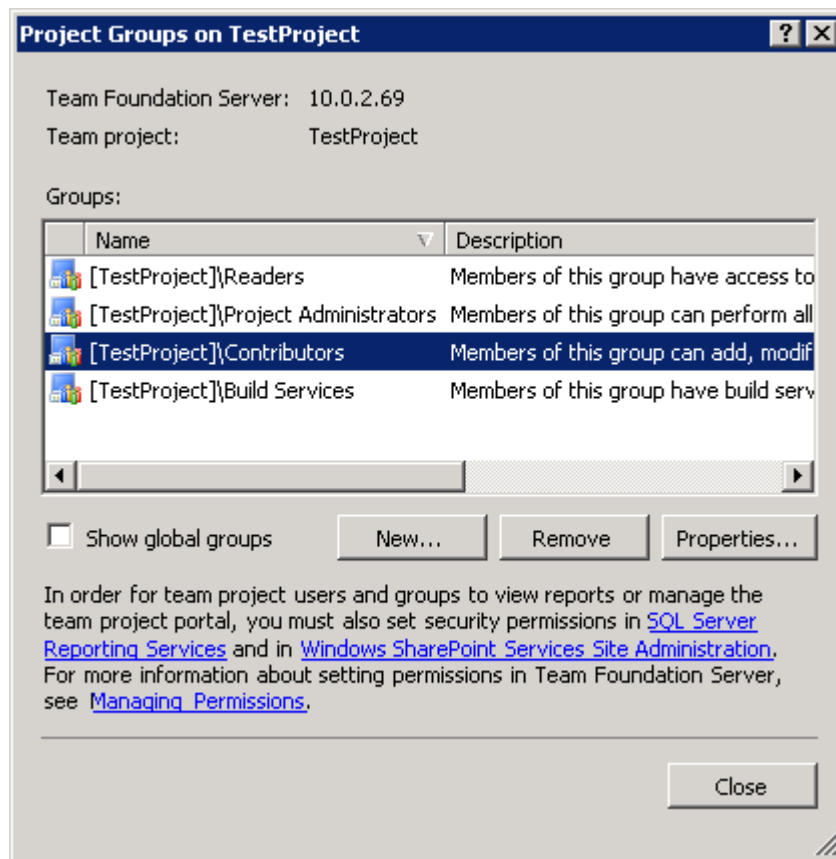 Project Groups on TestProject
Team Foundation Server: 10.0.2.69
Team project: TestProject
Groups:
Name Description
[TestProject]\Readers Members of this group have access to
[TestProject]\Project Administrators Members of this group can perform all
[TestProject]\Contributors Members of this group can add, modif
[TestProject]\Build Services Members of this group have build serv
Show global groups New... Remove Properties...
In order for team project users and groups to view reports or manage the
team project portal, you must also set security permissions in SQL Server
Reporting Services and in Windows SharePoint Services Site Administration.
For more information about setting permissions in Team Foundation Server,
see Managing Permissions.
Close